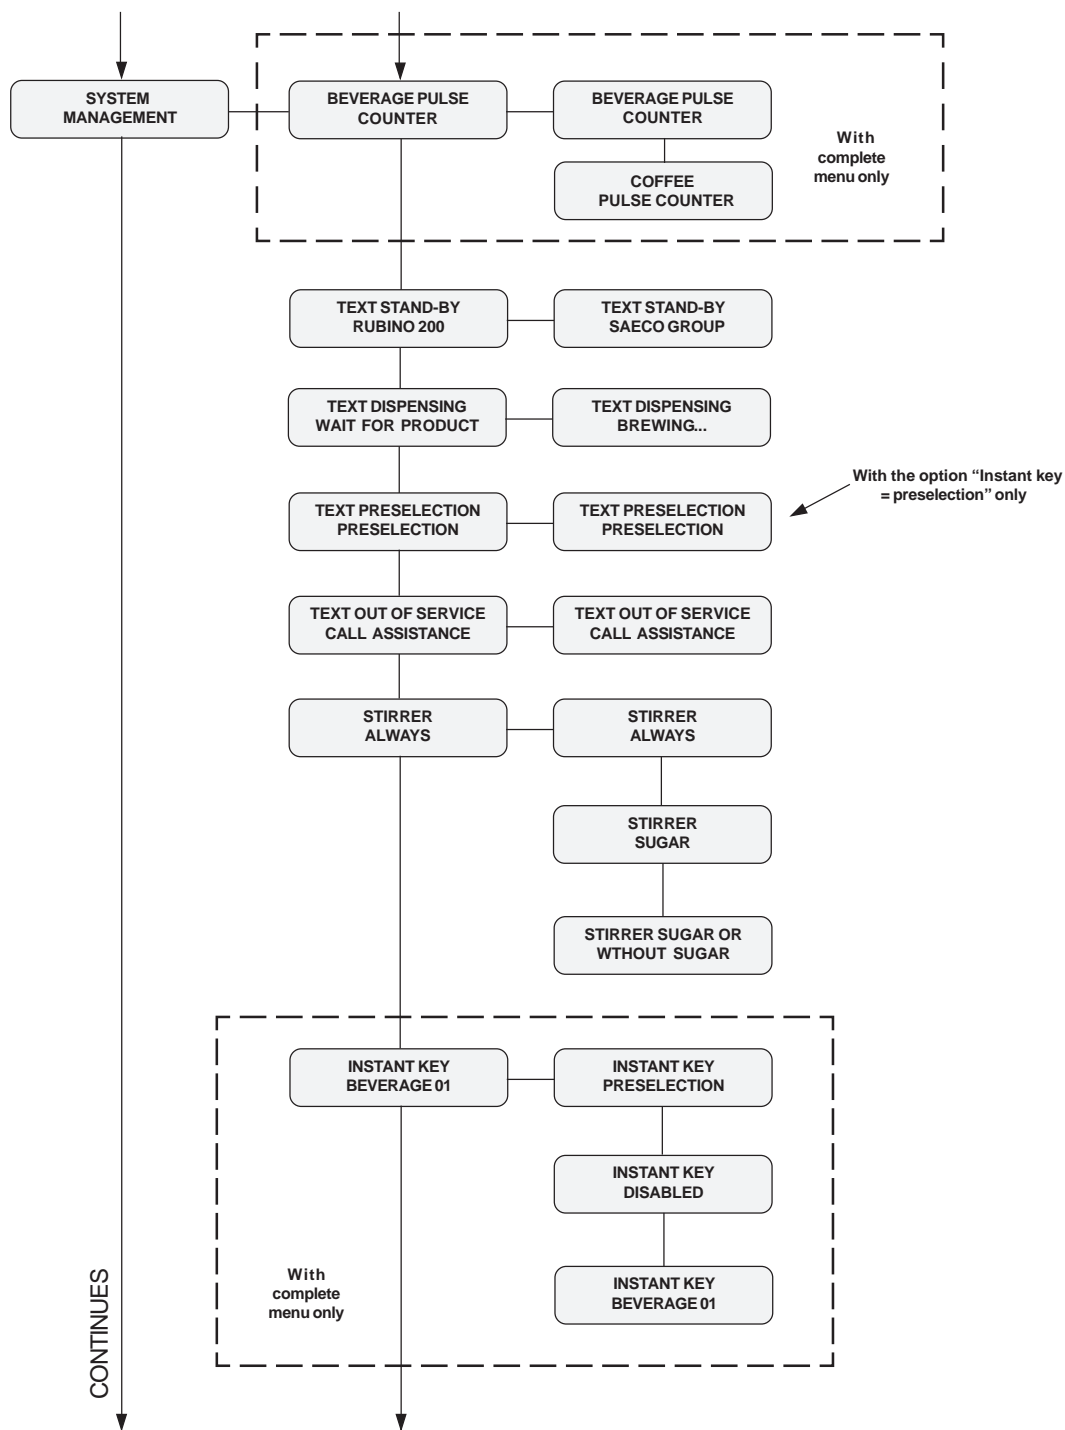 SYSTEM
MANAGEMENT
BEVERAGE PULSE
COUNTER
BEVERAGE PULSE
COUNTER
With
complete
menu only
COFFEE
PULSE COUNTER
TEXT STAND-BY
RUBINO 200
TEXT STAND-BY
SAECO GROUP
TEXT DISPENSING
WAIT FOR PRODUCT
TEXT DISPENSING
BREWING...
With the option “Instant key
= preselection” only
TEXT PRESELECTION
PRESELECTION
TEXT PRESELECTION
PRESELECTION
TEXT OUT OF SERVICE
CALL ASSISTANCE
TEXT OUT OF SERVICE
CALL ASSISTANCE
STIRRER
ALWAYS
STIRRER
ALWAYS
STIRRER
SUGAR
STIRRER SUGAR OR
WTHOUT SUGAR
INSTANT KEY
BEVERAGE 01
INSTANT KEY
PRESELECTION
INSTANT KEY
DISABLED
INSTANT KEY
BEVERAGE 01
With
complete
menu only
CONTINUES